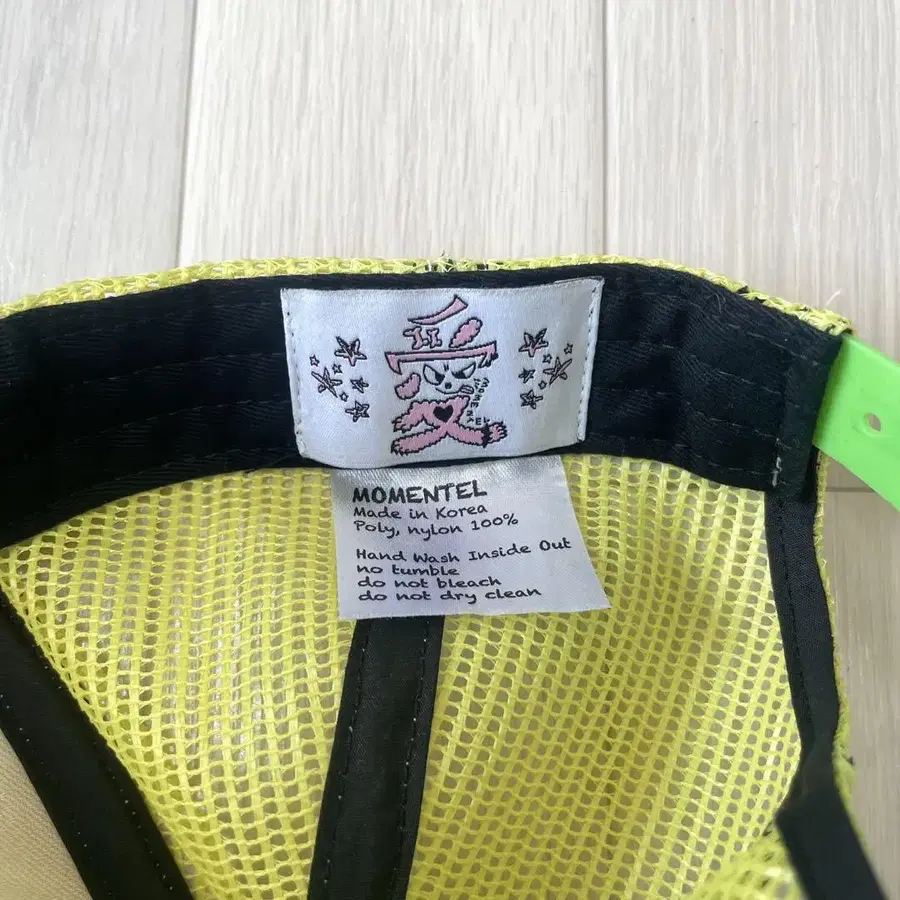 MOMENTEL
MOMENTEL
Made in Korea
Poly, nylon 100%
Hand Wash Inside Out
no tumble
do not bleach
do not dry clean